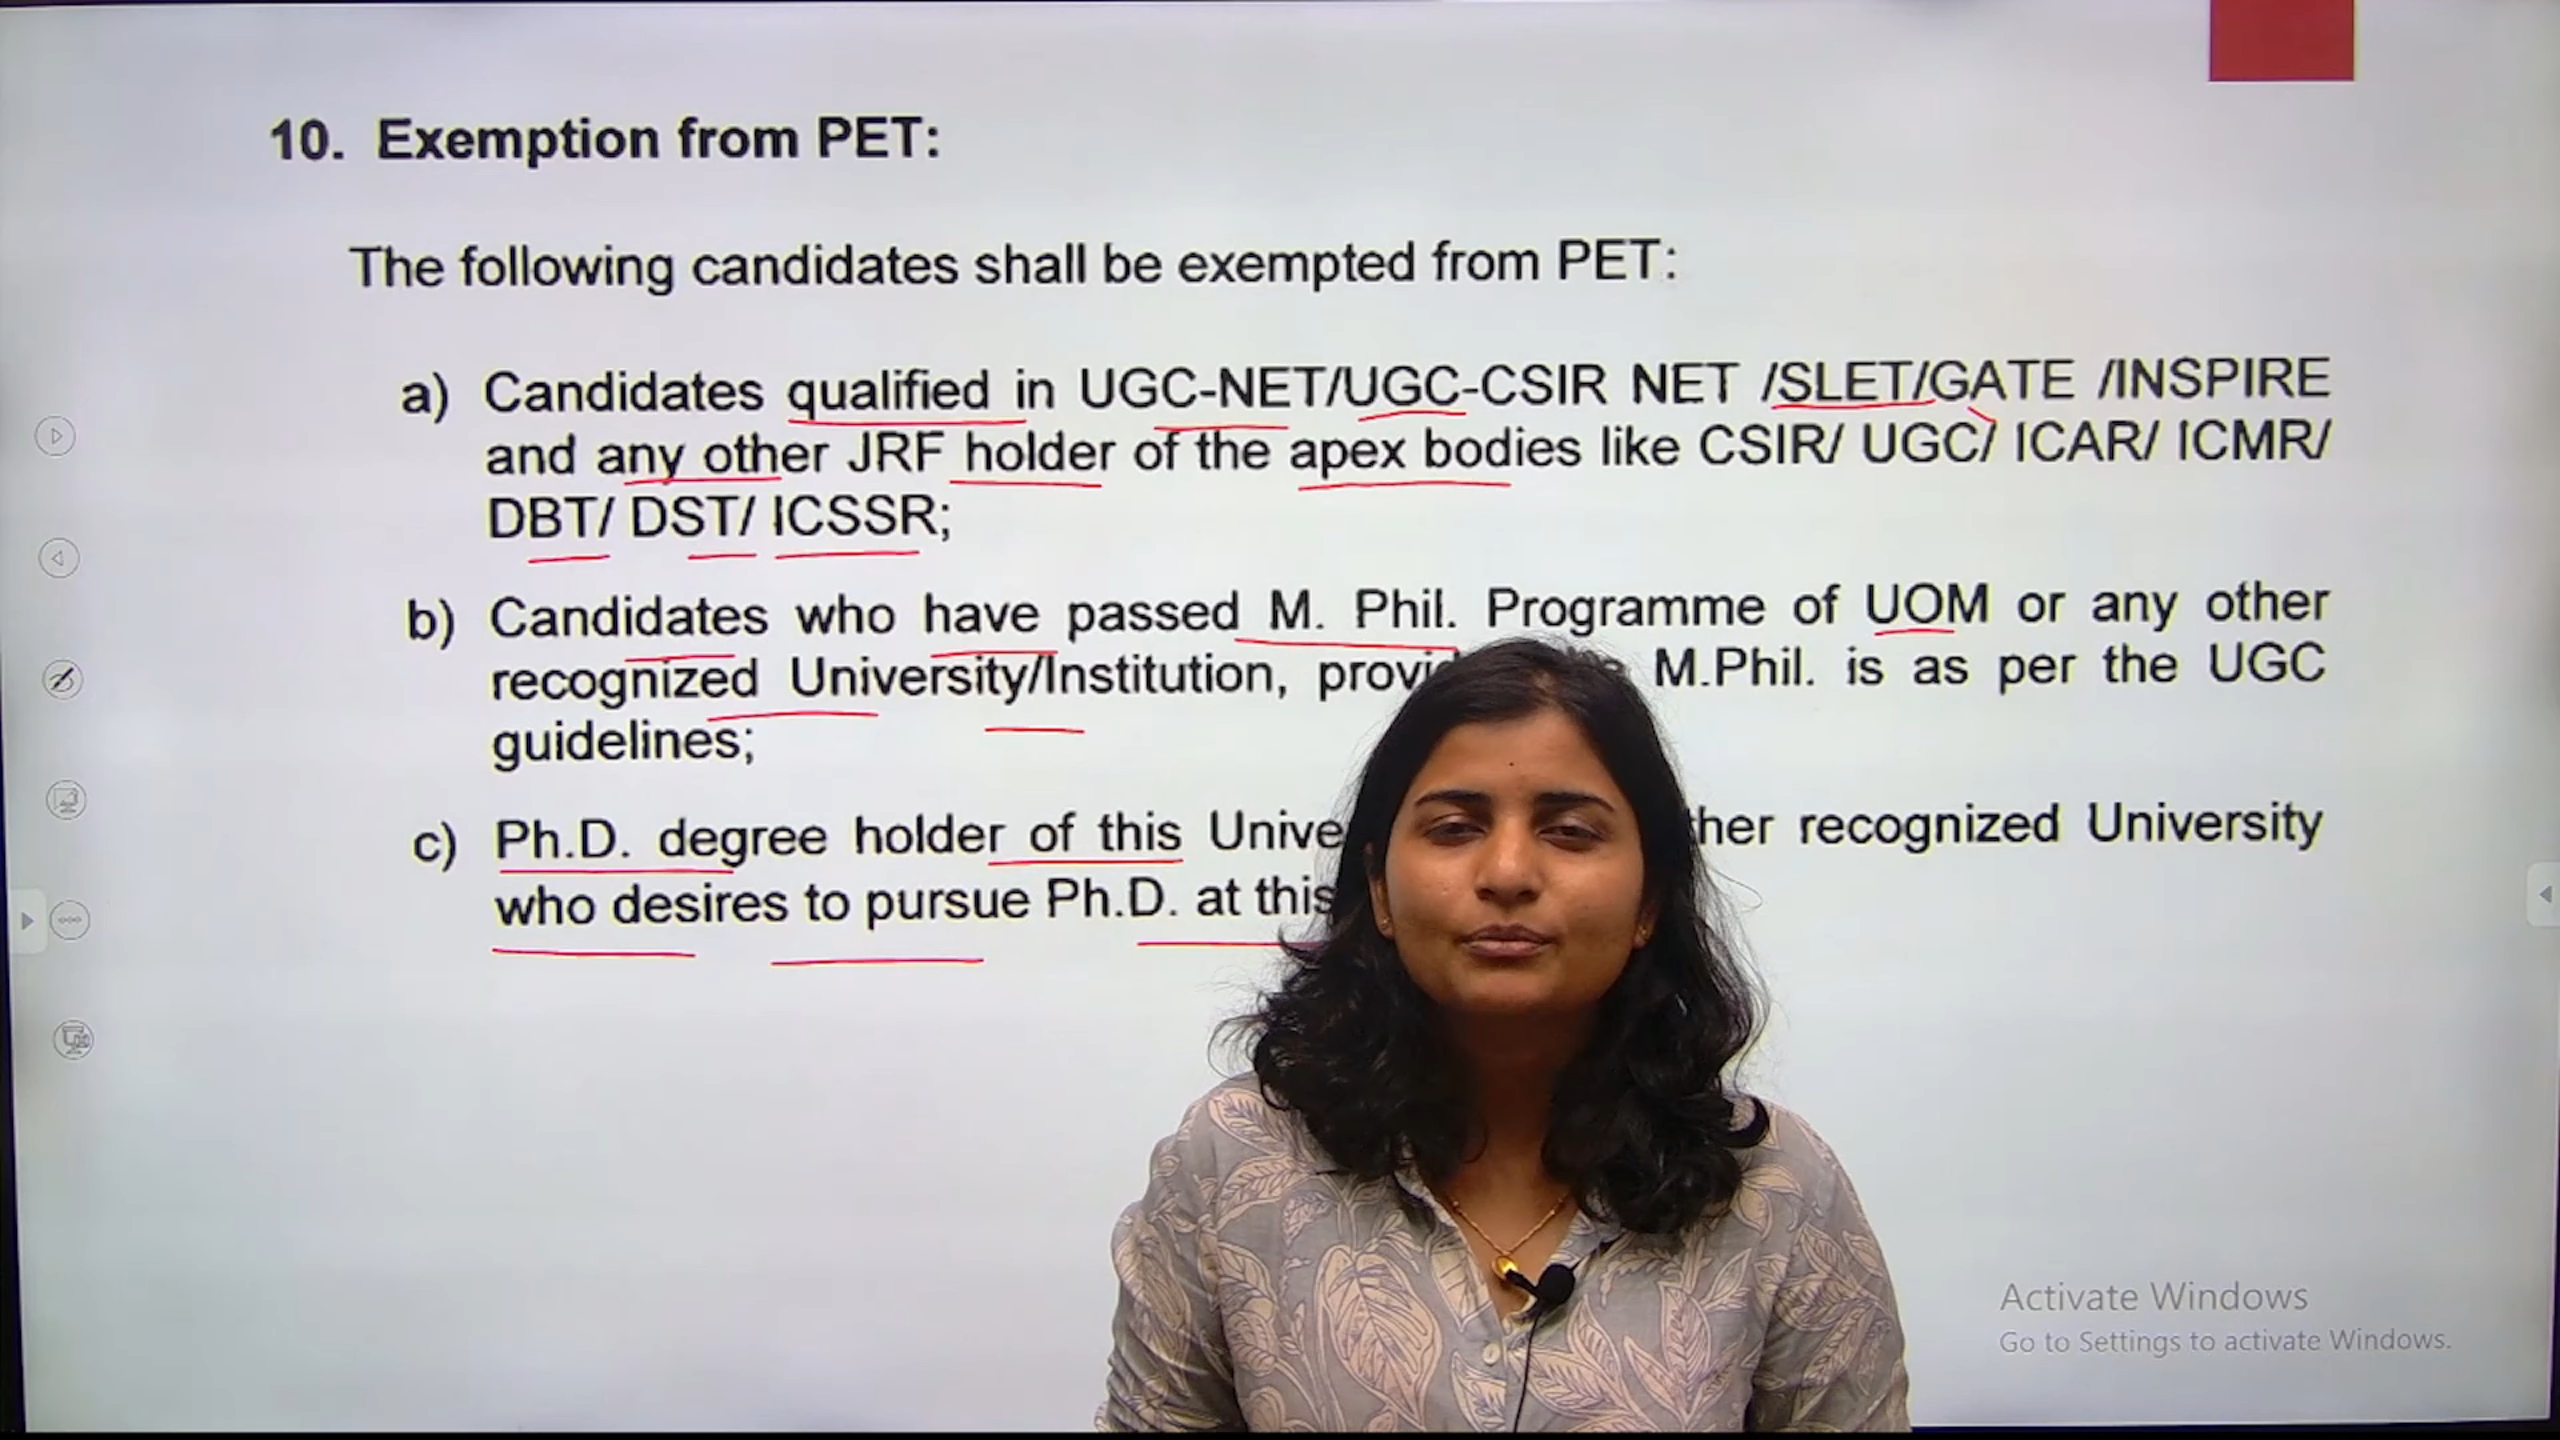 10. Exemption from PET:
The following candidates shall be exempted from PET:
a) Candidates qualified in UGC-NET/UGC-CSIR NET /SLET/GATE /INSPIRE
and any other JRF holder of the apex bodies like CSIR/ UGC/ ICAR/ ICMR/
DBT/ DST/ ICSSR;
b) Candidates who have passed M. Phil. Programme of UOM or any other
recognized University/Institution, M.Phil. is as per the UGC
guidelines;
c) Ph.D. degree holder of this recognized University
who desires to pursue Ph.D. at this
Activate Windows
Go to Settings to activate Windows.